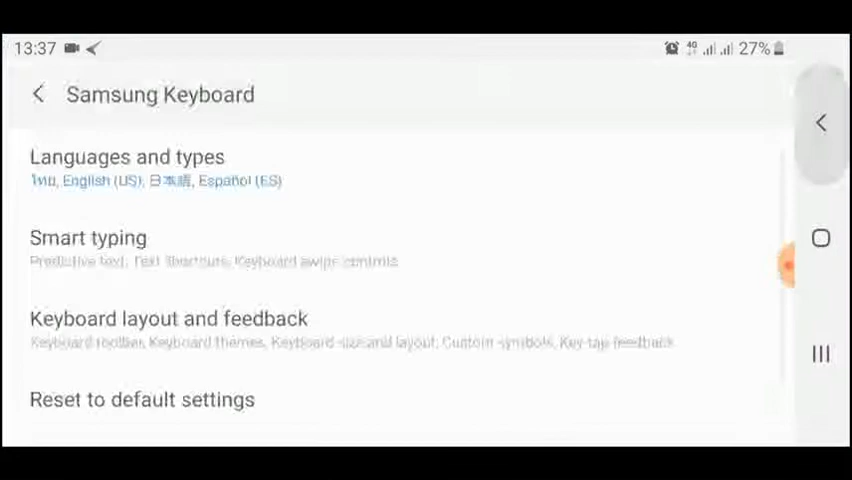 13:37 4G 27%
Samsung Keyboard
Languages and types
ไทย, English (US), 日本語, Español (ES)
Smart typing
Predictive text, Text shortcuts, Keyboard swipe controls
Keyboard layout and feedback
Keyboard toolbar, Keyboard themes, Keyboard size and layout, Custom symbols, Key-tap feedback
Reset to default settings